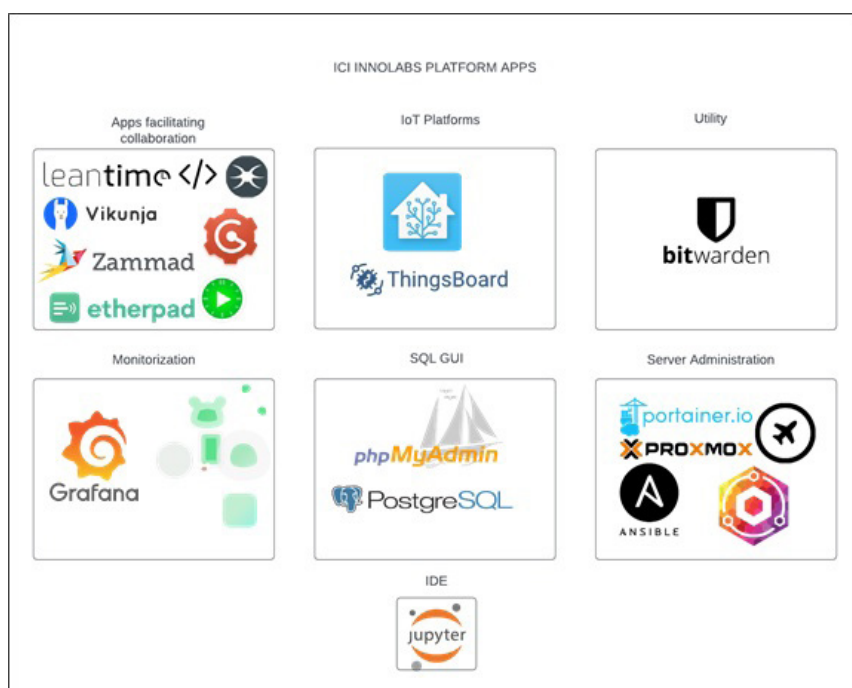 ICI INNOLABS PLATFORM APPS
Apps facilitating
collaboration
IoT Platforms
Utility
leantime </>
Vikunja
Zammad
etherpad
ThingsBoard
bitwarden
Monitorization
SQL GUI
Server Administration
Grafana
phpMyAdmin
PostgreSQL
portainer.io
PROXMOX
ANSIBLE
IDE
jupyter